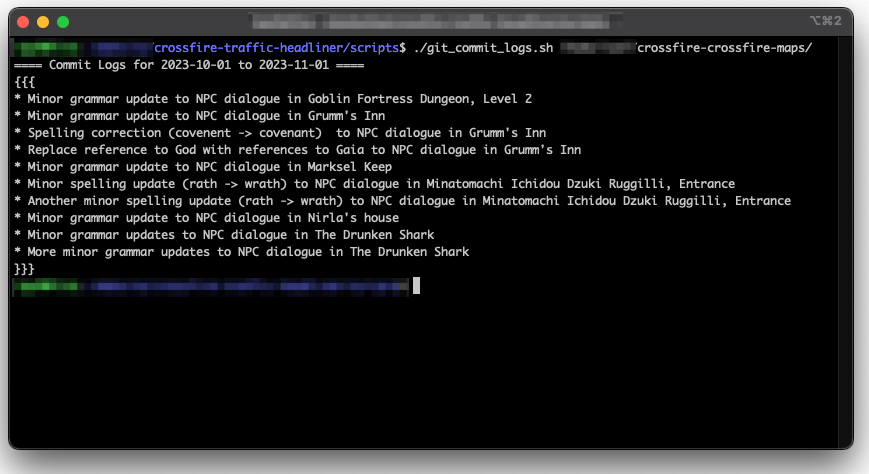 ⌥⌘2
/crossfire-traffic-headliner/scripts$ ./git_commit_logs.sh /crossfire-crossfire-maps/
==== Commit Logs for 2023-10-01 to 2023-11-01 ====
{{{
* Minor grammar update to NPC dialogue in Goblin Fortress Dungeon, Level 2
* Minor grammar update to NPC dialogue in Grumm's Inn
* Spelling correction (covenent -> covenant)  to NPC dialogue in Grumm's Inn
* Replace reference to God with references to Gaia to NPC dialogue in Grumm's Inn
* Minor grammar update to NPC dialogue in Marksel Keep
* Minor spelling update (rath -> wrath) to NPC dialogue in Minatomachi Ichidou Dzuki Ruggilli, Entrance
* Another minor spelling update (rath -> wrath) to NPC dialogue in Minatomachi Ichidou Dzuki Ruggilli, Entrance
* Minor grammar update to NPC dialogue in Nirla's house
* Minor grammar updates to NPC dialogue in The Drunken Shark
* More minor grammar updates to NPC dialogue in The Drunken Shark
}}}